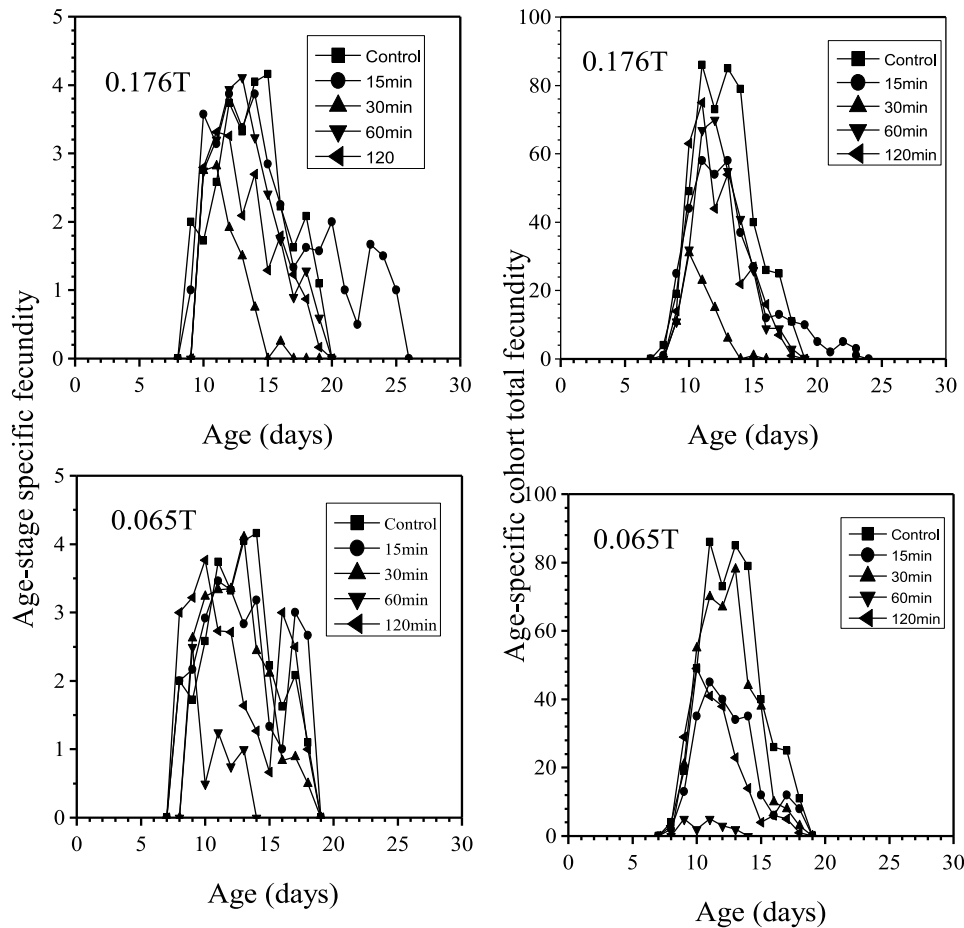 5
4
3
2
1
0
0.176T
Control
15min
30min
60min
120
0 5 10 15 20 25 30
Age (days)
100
80
60
40
20
0
0.176T
Control
15min
30min
60min
120min
0 5 10 15 20 25 30
Age (days)
Age-stage specific fecundity
Age-specific cohort total fecundity
5
4
3
2
1
0
0.065T
Control
15min
30min
60min
120min
0 5 10 15 20 25 30
Age (days)
100
80
60
40
20
0
0.065T
Control
15min
30min
60min
120min
0 5 10 15 20 25 30
Age (days)